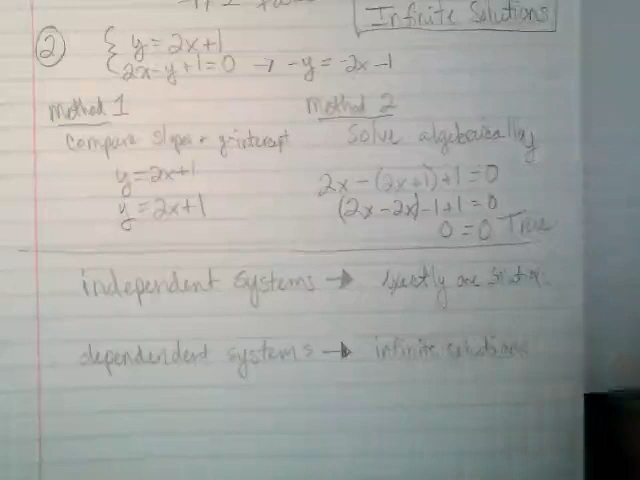 Infinite Solutions
② { y = 2x+1
2x-y+1=0 → -y = -2x-1
Method 1
Method 2
Compare slope + y-intercept
Solve algebraically
y=2x+1
2x-(2x+1)+1=0
y=2x+1
(2x-2x)-1+1=0
0=0 True
independent systems → exactly one
dependendent systems → infinite solutions